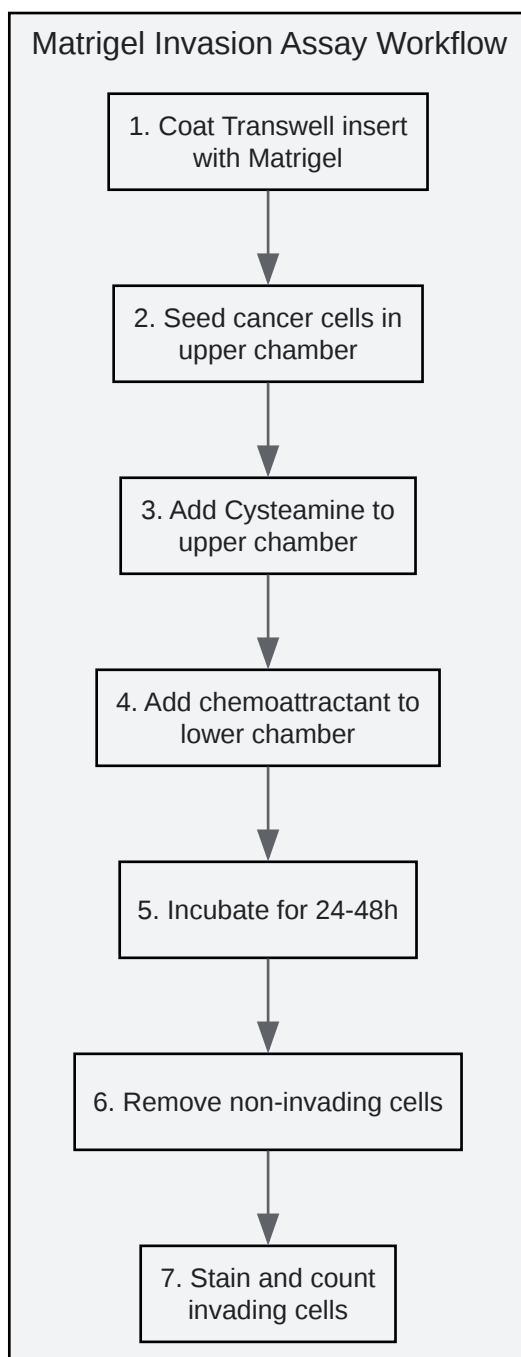 Matrigel Invasion Assay Workflow
1. Coat Transwell insert
with Matrigel
2. Seed cancer cells in
upper chamber
3. Add Cysteamine to
upper chamber
4. Add chemoattractant to
lower chamber
5. Incubate for 24-48h
6. Remove non-invading cells
7. Stain and count
invading cells